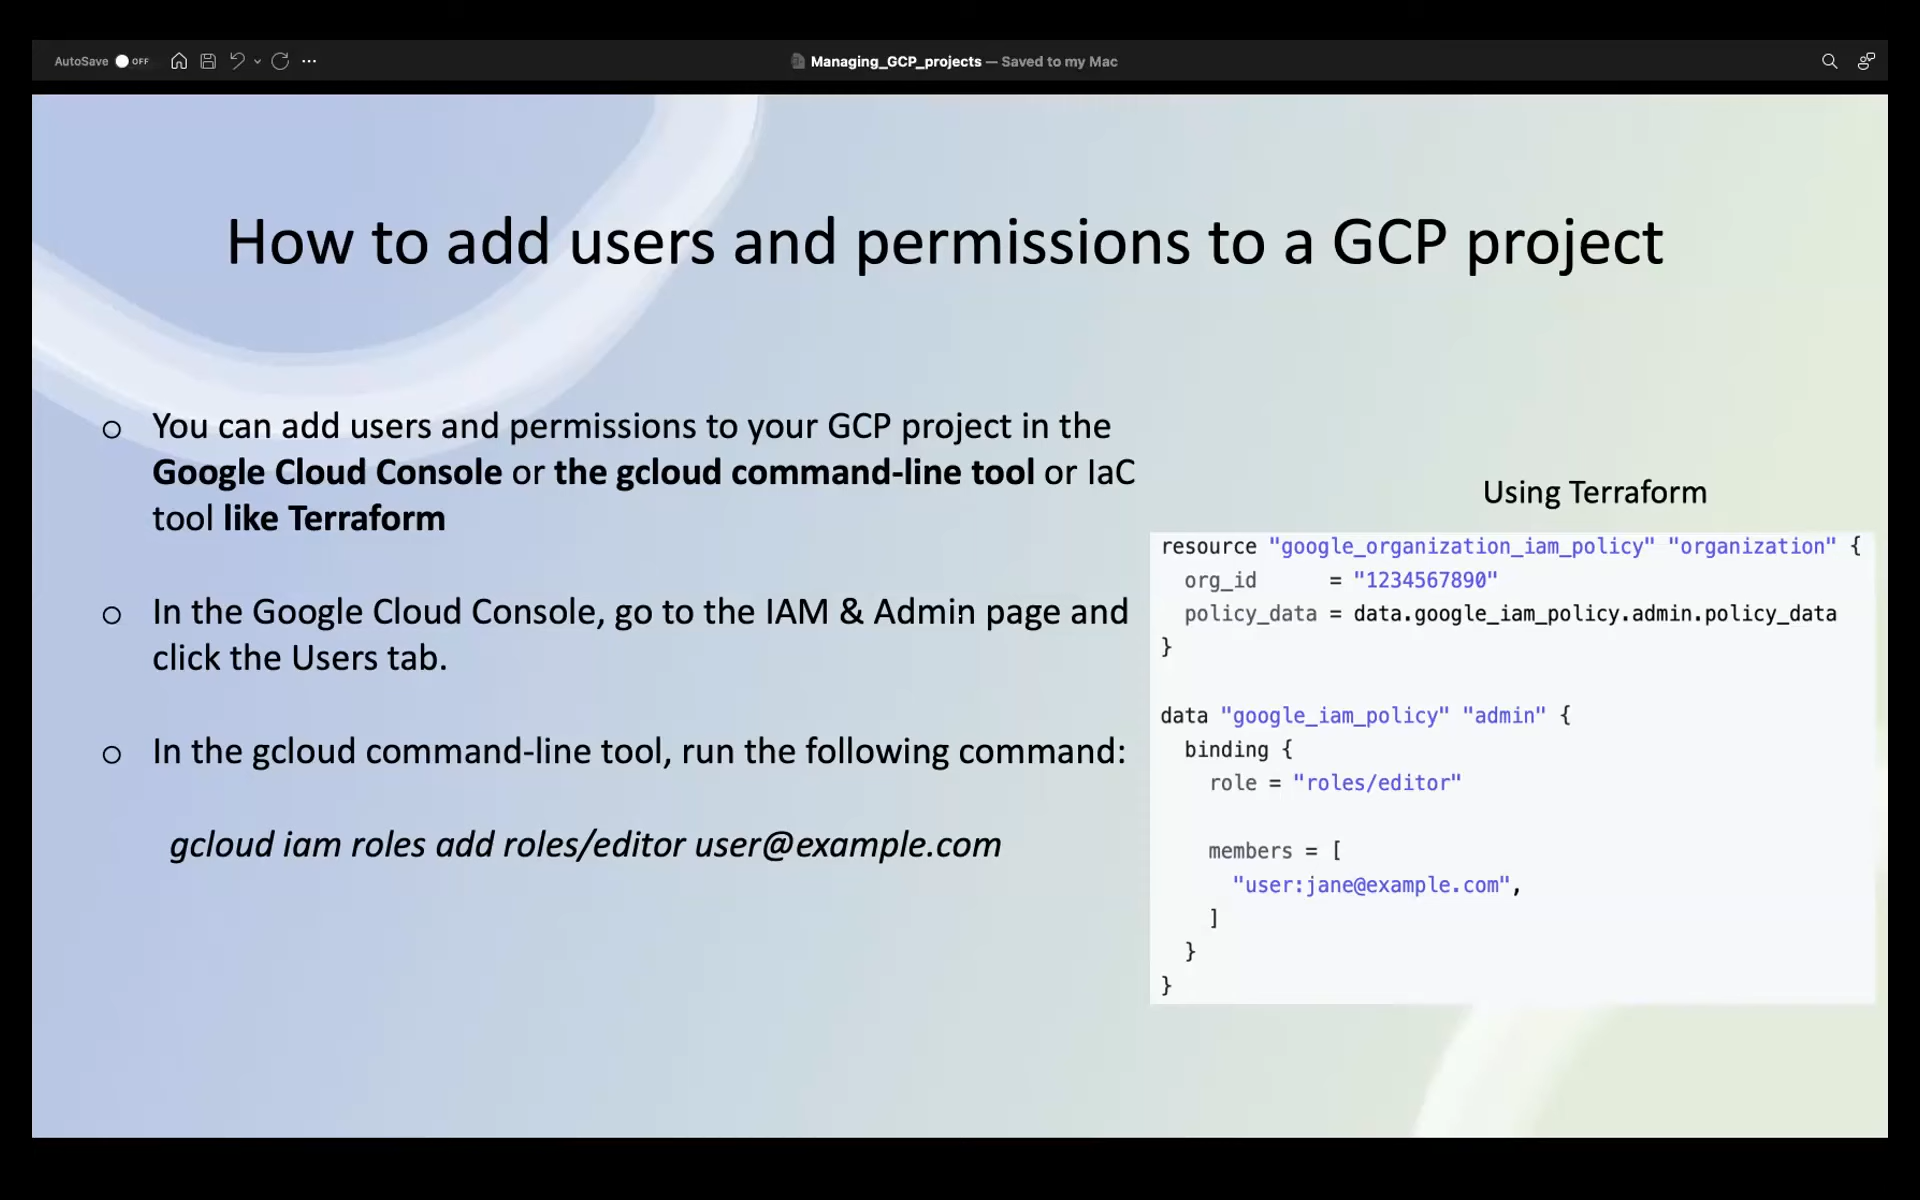 AutoSave OFF
Managing_GCP_projects — Saved to my Mac
How to add users and permissions to a GCP project
○ You can add users and permissions to your GCP project in the
Google Cloud Console or the gcloud command-line tool or IaC
tool like Terraform
○ In the Google Cloud Console, go to the IAM & Admin page and
click the Users tab.
○ In the gcloud command-line tool, run the following command:
gcloud iam roles add roles/editor user@example.com
Using Terraform
resource "google_organization_iam_policy" "organization" {
  org_id      = "1234567890"
  policy_data = data.google_iam_policy.admin.policy_data
}
data "google_iam_policy" "admin" {
  binding {
    role = "roles/editor"
    members = [
      "user:jane@example.com",
    ]
  }
}